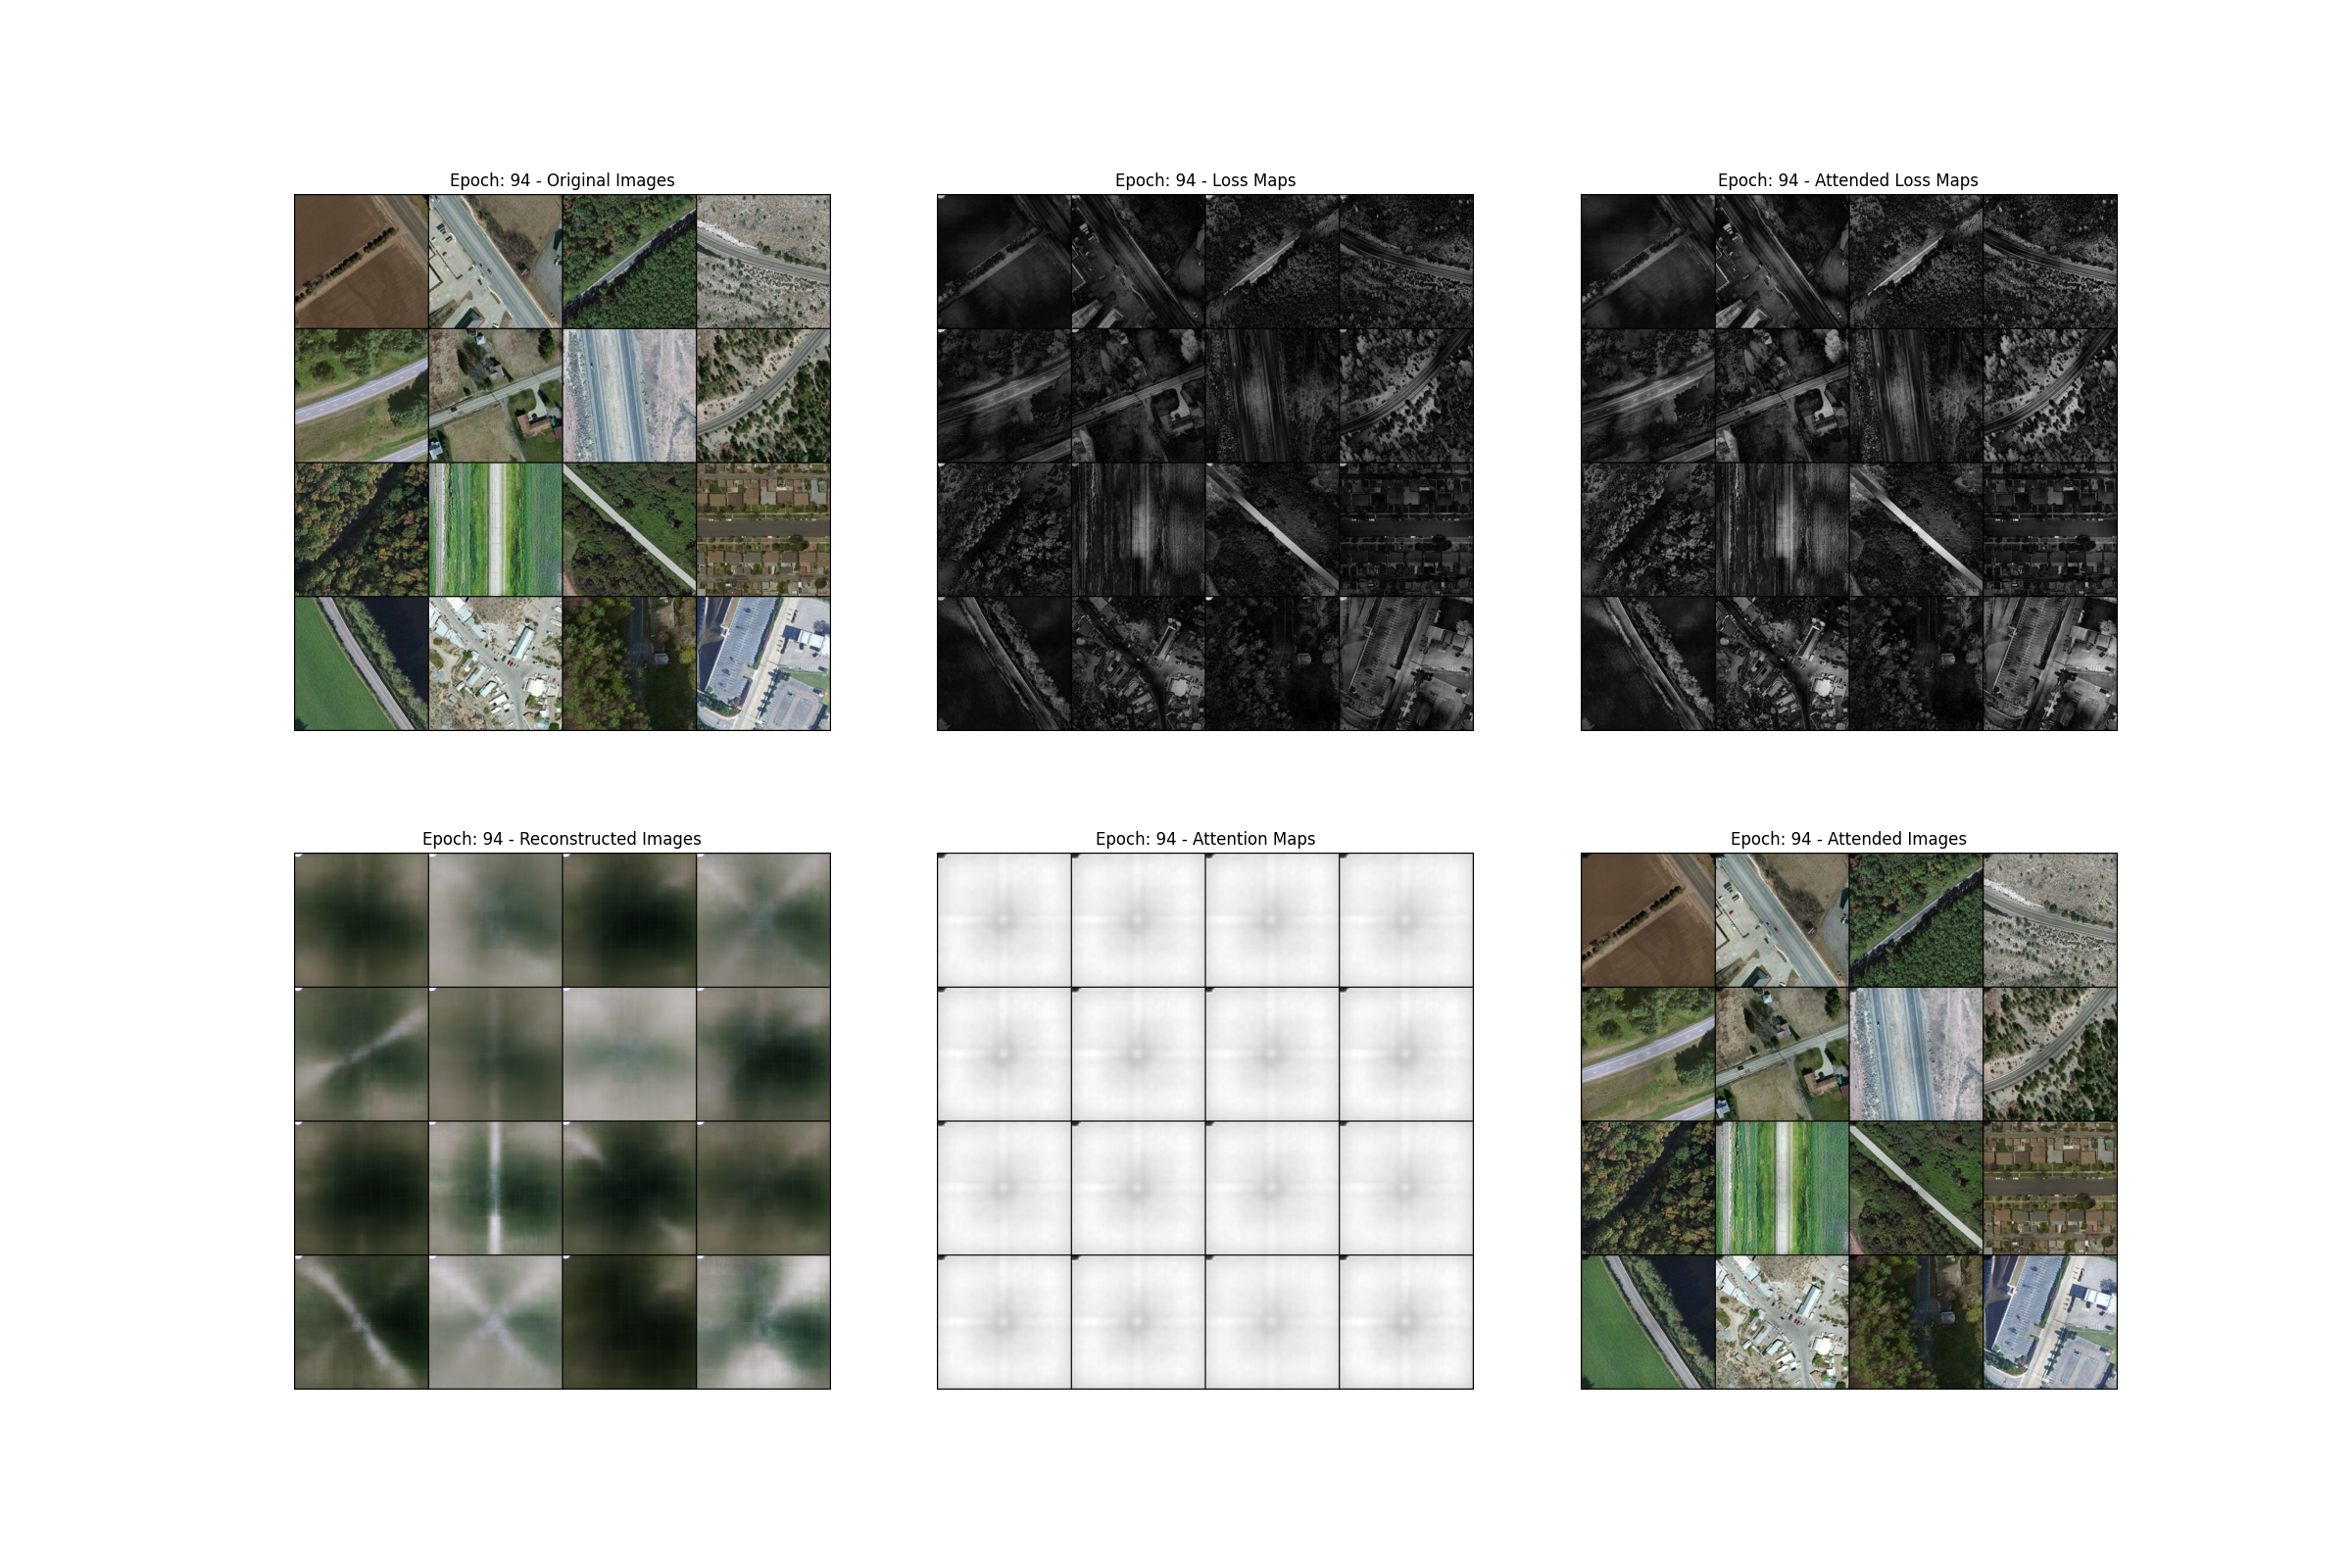 Epoch: 94 - Original Images
Epoch: 94 - Loss Maps
Epoch: 94 - Attended Loss Maps
Epoch: 94 - Reconstructed Images
Epoch: 94 - Attention Maps
Epoch: 94 - Attended Images